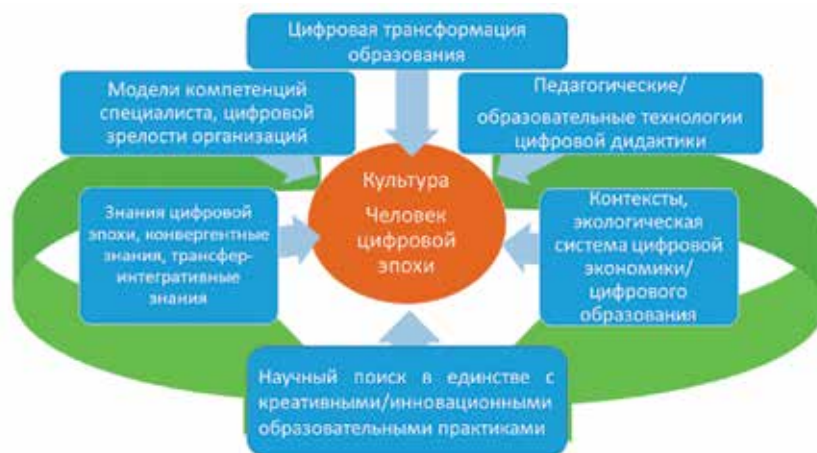 Цифровая трансформация
образования
Модели компетенций
специалиста, цифровой
зрелости организаций
Педагогические/
образовательные технологии
цифровой дидактики
Культура
Человек
цифровой
эпохи
Знания цифровой
эпохи, конвергентные
знания, трансфер-
интегративные
знания
Контексты,
экологическая
система цифровой
экономики/
цифрового
образования
Научный поиск в единстве с
креативными/инновационными
образовательными практиками